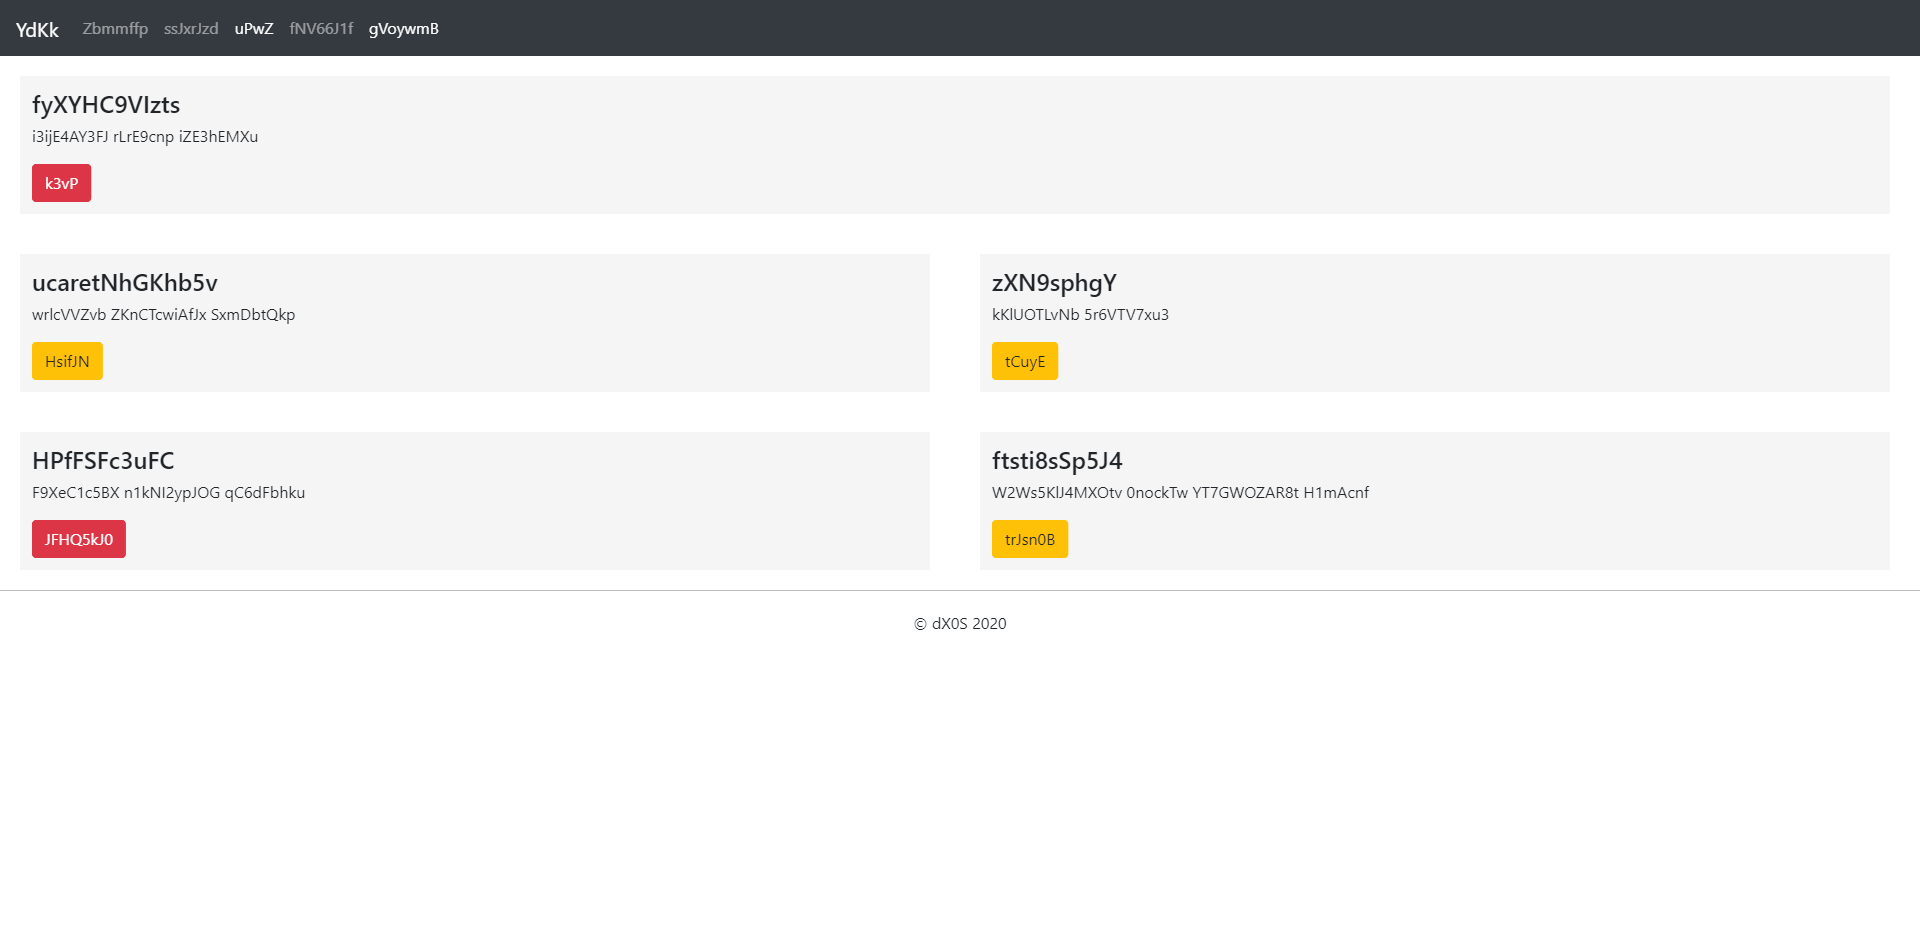 YdKk Zbmmffp ssJxrJzd uPwZ fNV66J1f gVoywmB
fyXYHC9VIzts
i3ijE4AY3FJ rLrE9cnp iZE3hEMXu
k3vP
ucaretNhGKhb5v
wrlcVVZvb ZKnCTcwiAfJx SxmDbtQkp
HsifJN
zXN9sphgY
kKlUOTLvNb 5r6VTV7xu3
tCuyE
HPfFSFc3uFC
F9XeC1c5BX n1kNI2ypJOG qC6dFbhku
JFHQ5kJ0
ftsti8sSp5J4
W2Ws5KlJ4MXOtv 0nockTw YT7GWOZAR8t H1mAcnf
trJsn0B
© dX0S 2020